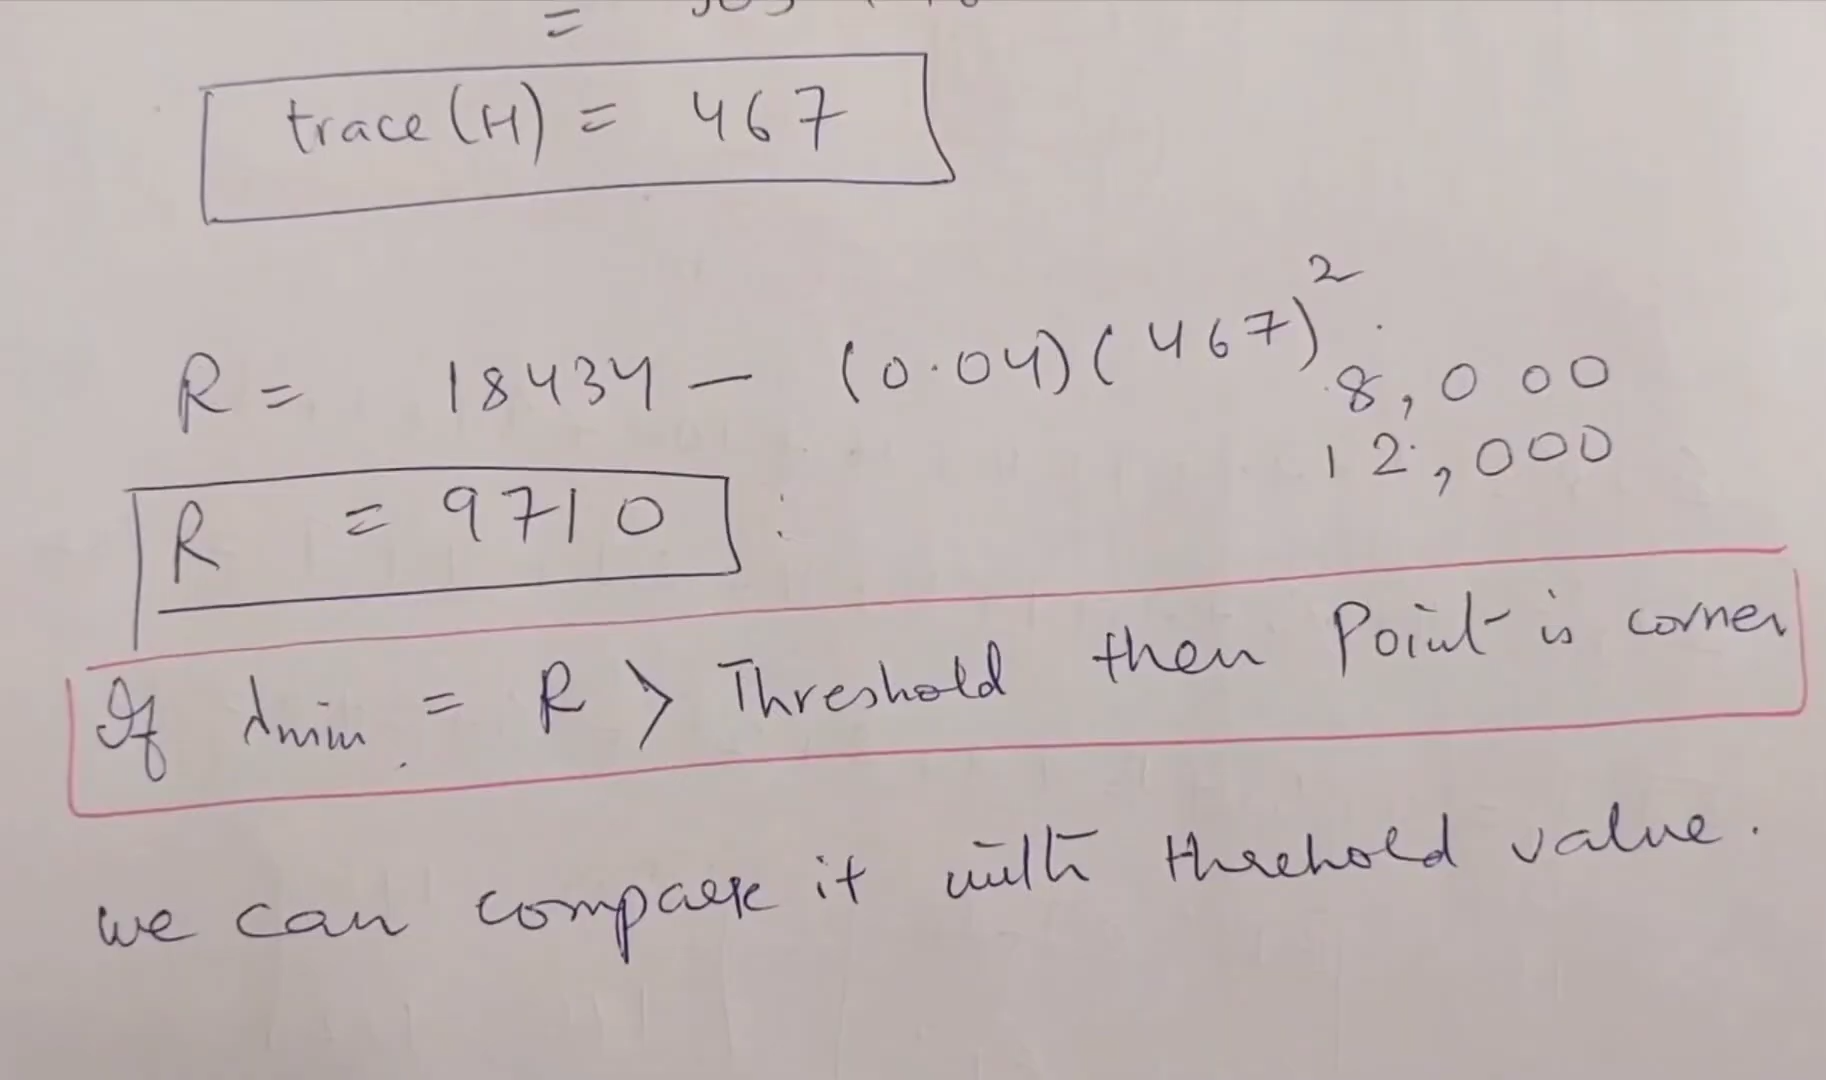 =
trace (H) = 467
R = 18434 - (0.04) (467)²
8,000
12,000
R = 9710
If λmin = R > Threshold then Point is corner
we can compare it with threhold value.